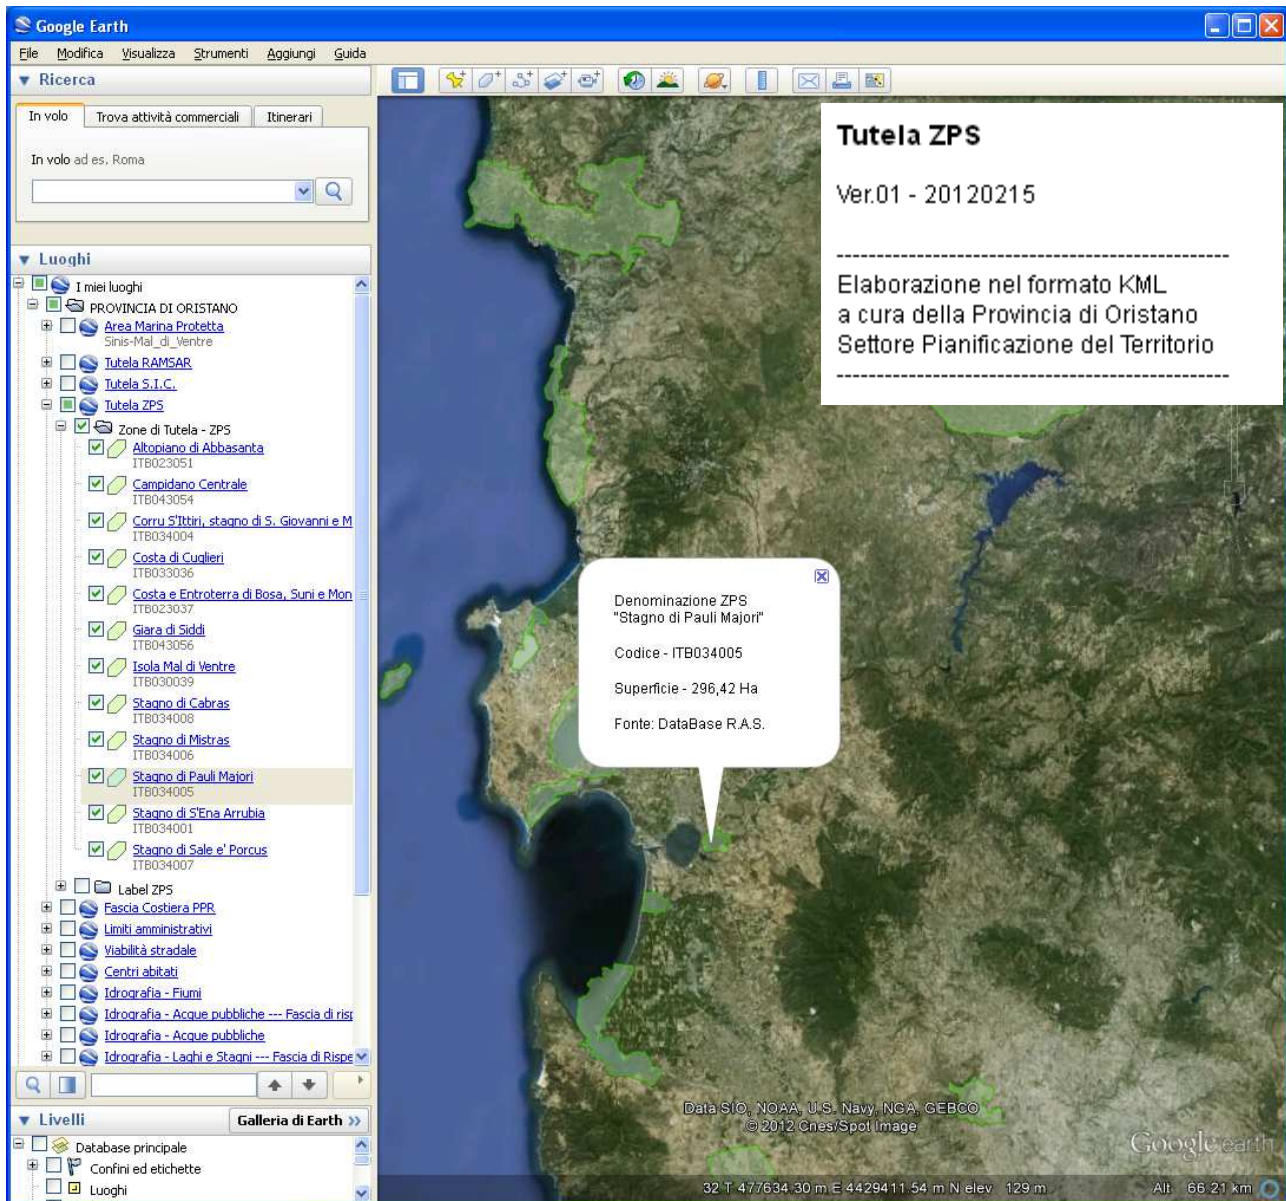 Google Earth
File Modifica Visualizza Strumenti Aggiungi Guida
Ricerca
In volo Trova attività commerciali Itinerari
In volo ad es. Roma
Luoghi
I miei luoghi
PROVINCIA DI ORISTANO
Area Marina Protetta
Sinis-Mal_di_Ventre
Tutela RAMSAR
Tutela S.I.C.
Tutela ZPS
Zone di Tutela - ZPS
Altopiano di Abbasanta
ITB023051
Campidano Centrale
ITB043054
Corru S'Ittiri, stagno di S. Giovanni e M
ITB034004
Costa di Cuglieri
ITB033036
Costa e Entroterra di Bosa, Suni e Mon
ITB023037
Giara di Siddi
ITB043056
Isola Mal di Ventre
ITB030039
Stagno di Cabras
ITB034008
Stagno di Mistras
ITB034006
Stagno di Pauli Majori
ITB034005
Stagno di S'Ena Arrubia
ITB034001
Stagno di Sale e' Porcus
ITB034007
Label ZPS
Fascia Costiera PPR
Limiti amministrativi
Viabilità stradale
Centri abitati
Idrografia - Fiumi
Idrografia - Acque pubbliche --- Fascia di risp
Idrografia - Acque pubbliche
Idrografia - Laghi e Stagni --- Fascia di Rispe
Livelli
Galleria di Earth >>
Database principale
Confini ed etichette
Luoghi
Tutela ZPS
Ver.01 - 20120215
-------------------------------------------------
Elaborazione nel formato KML
a cura della Provincia di Oristano
Settore Pianificazione del Territorio
-------------------------------------------------
Denominazione ZPS
"Stagno di Pauli Majori"
Codice - ITB034005
Superficie - 296,42 Ha
Fonte: DataBase R.A.S.
Data SIO, NOAA, U.S. Navy, NGA, GEBCO
© 2012 Cnes/Spot Image
Google earth
32 T 477634.30 m E 4429411.54 m N elev 129 m
Alt 66.21 km